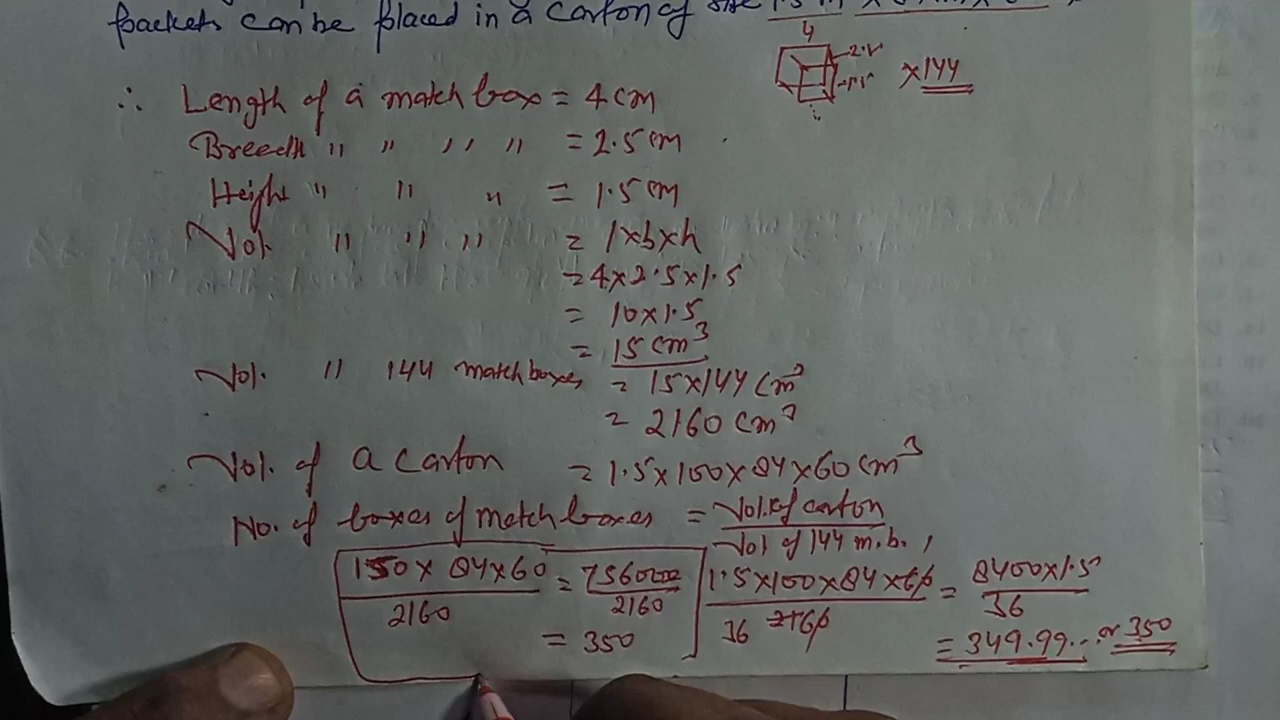 packets can be placed in a carton of size 1.5 m
4
2.5
1.5
×144
∴ Length of a match box = 4 cm
Breadth " " " " = 2.5 cm
Height " " " = 1.5 cm
Vol. " " " = l×b×h
= 4×2.5×1.5
= 10×1.5
= 15 cm³
Vol. " 144 match boxes = 15×144 cm³
= 2160 cm³
Vol. of a carton = 1.5×100×84×60 cm³
No. of boxes of match boxes = Vol. of carton
Vol of 144 m.b.
150×84×60 = 756000
2160 2160
= 350
1.5×100×84×60 = 8400×1.5
36 2160 36
= 349.99... or 350